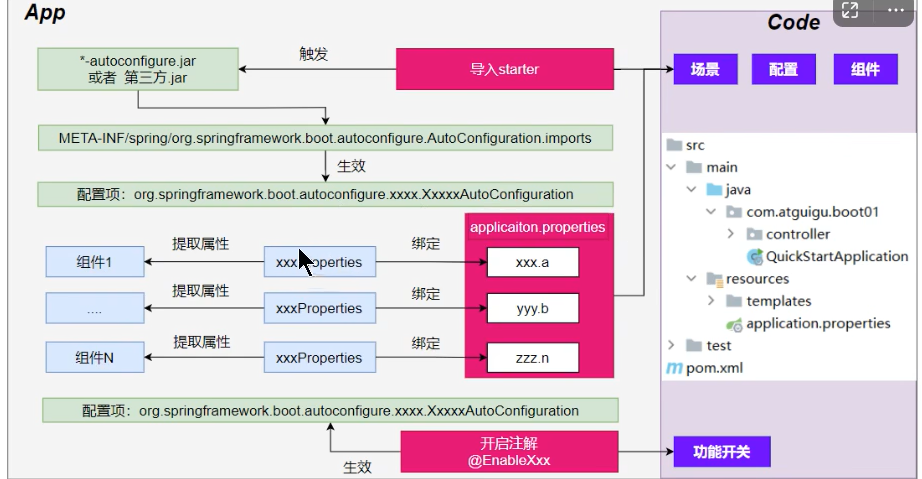 App
Code
*-autoconfigure.jar
或者 第三方.jar
触发
导入starter
场景
配置
组件
META-INF/spring/org.springframework.boot.autoconfigure.AutoConfiguration.imports
生效
配置项：org.springframework.boot.autoconfigure.xxxx.XxxxxAutoConfiguration
applicaiton.properties
组件1
提取属性
xxxProperties
绑定
xxx.a
....
提取属性
xxxProperties
绑定
yyy.b
组件N
提取属性
xxxProperties
绑定
zzz.n
配置项：org.springframework.boot.autoconfigure.xxxx.XxxxxAutoConfiguration
生效
开启注解
@EnableXxx
功能开关
src
main
java
com.atguigu.boot01
controller
QuickStartApplication
resources
templates
application.properties
test
pom.xml